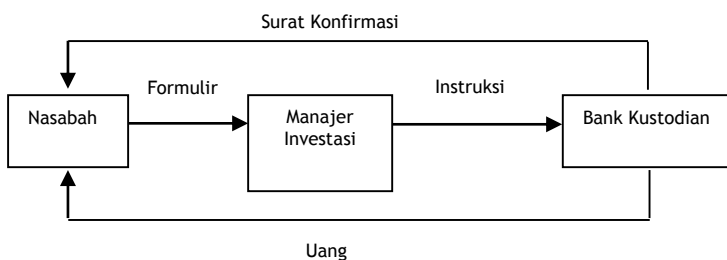 Surat Konfirmasi
Formulir
Instruksi
Nasabah
Manajer
Investasi
Bank Kustodian
Uang